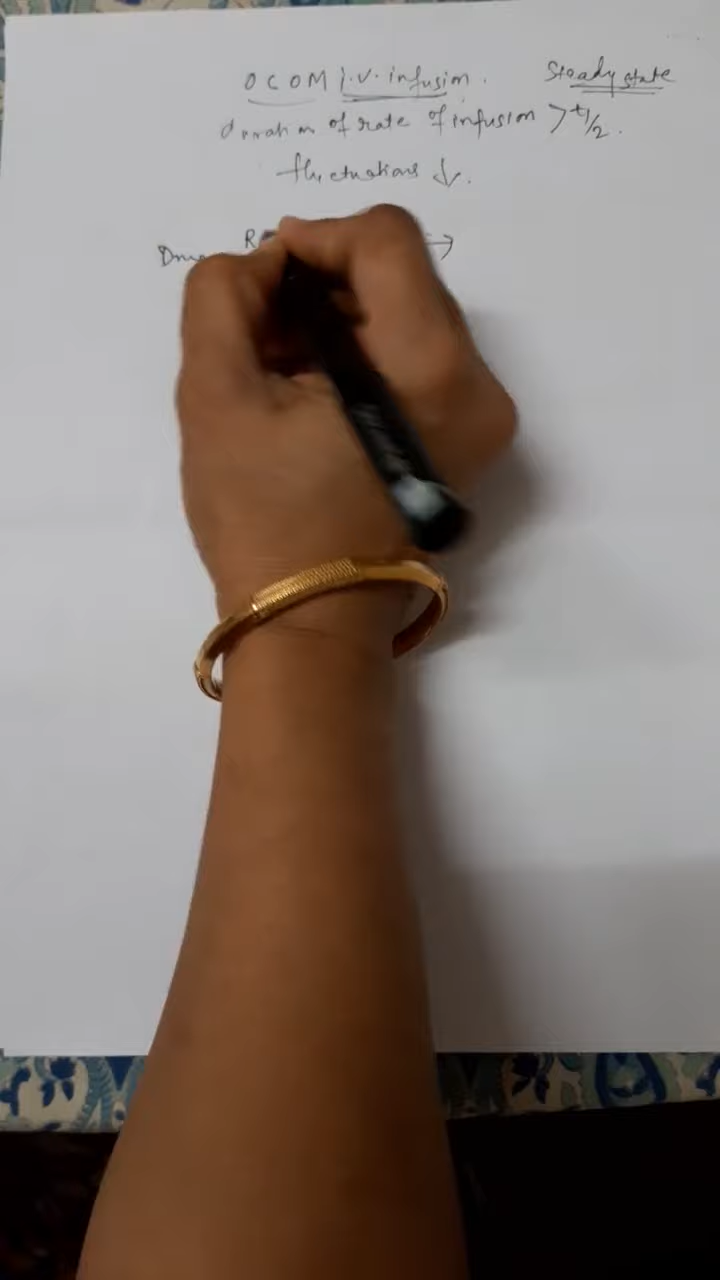 OCOM i.v. infusion. Steady state
duration of rate of infusion > t1/2.
fluctuations ↓.
R →